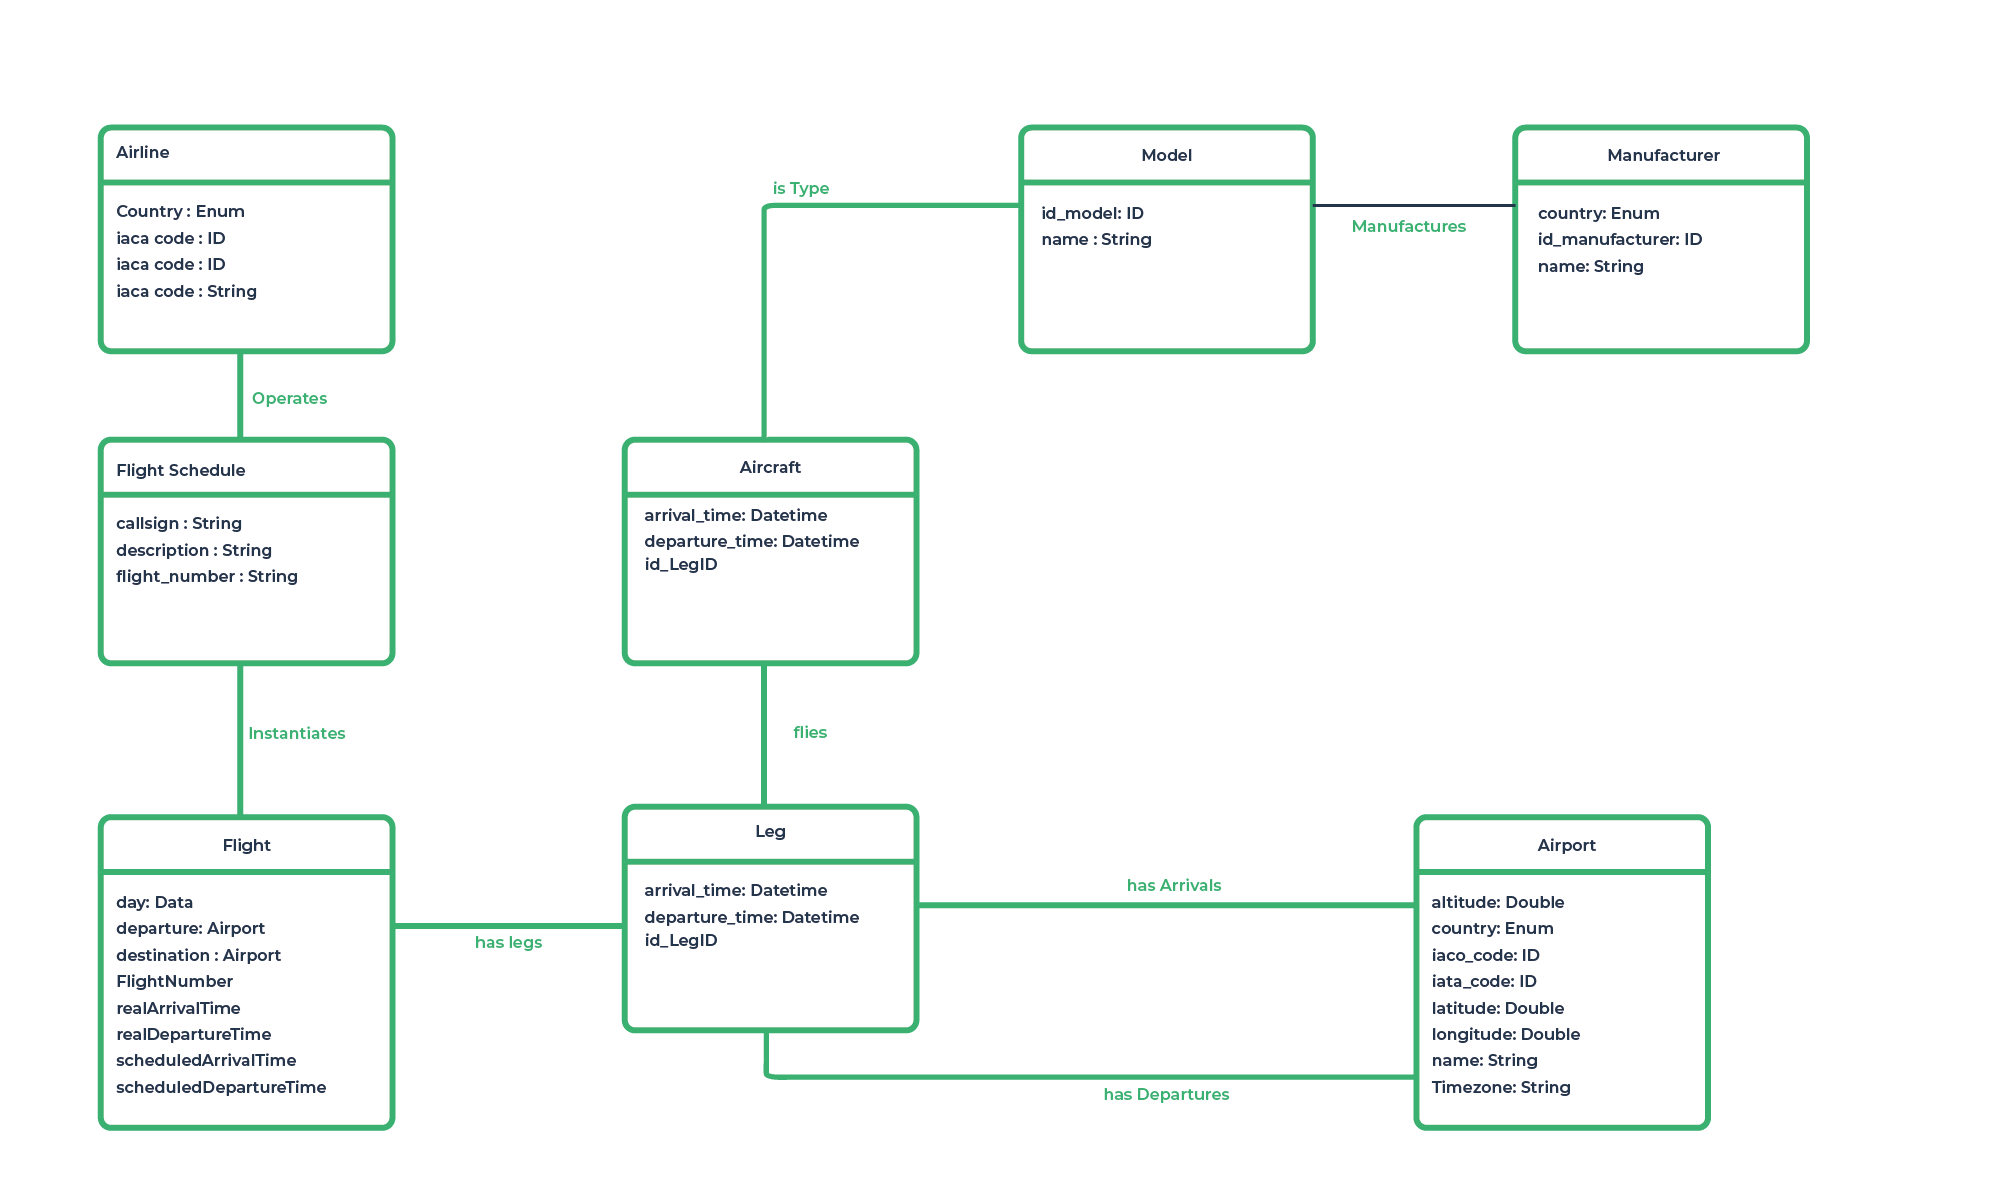 Airline
Country : Enum
iaca code : ID
iaca code : ID
iaca code : String
Operates
Flight Schedule
callsign : String
description : String
flight_number : String
Instantiates
Flight
day: Data
departure: Airport
destination : Airport
FlightNumber
realArrivalTime
realDepartureTime
scheduledArrivalTime
scheduledDepartureTime
has legs
is Type
Model
id_model: ID
name : String
Manufactures
Manufacturer
country: Enum
id_manufacturer: ID
name: String
Aircraft
arrival_time: Datetime
departure_time: Datetime
id_LegID
flies
Leg
arrival_time: Datetime
departure_time: Datetime
id_LegID
has Arrivals
has Departures
Airport
altitude: Double
country: Enum
iaco_code: ID
iata_code: ID
latitude: Double
longitude: Double
name: String
Timezone: String